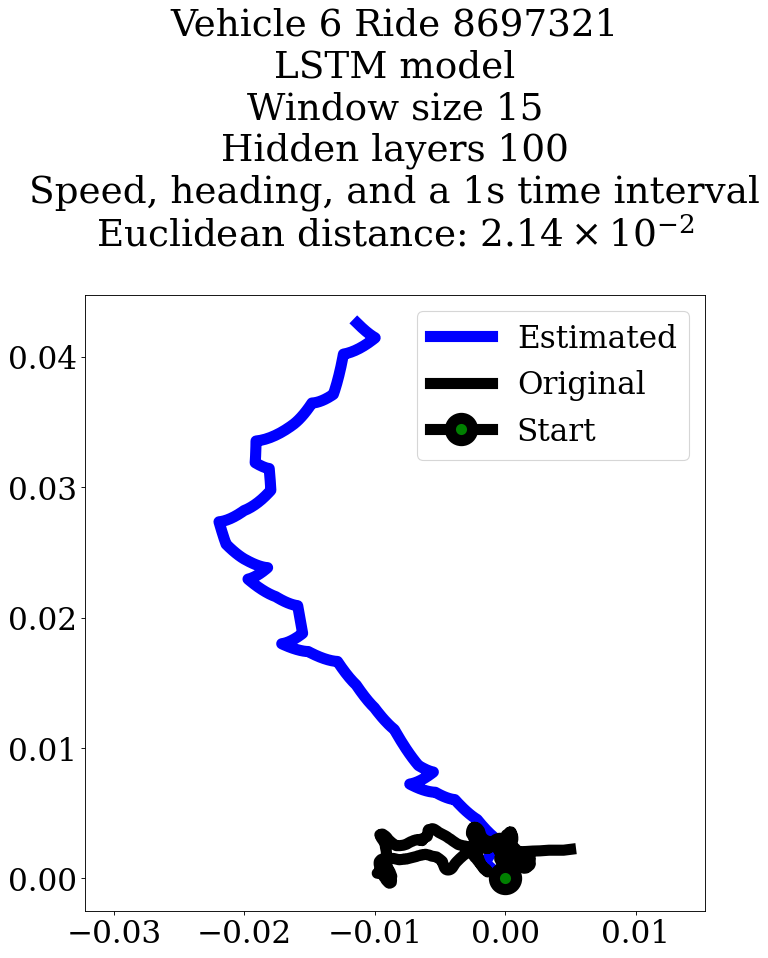 Vehicle 6 Ride 8697321
LSTM model
Window size 15
Hidden layers 100
Speed, heading, and a 1s time interval
Euclidean distance: 2.14 × 10⁻²
Estimated
Original
Start
0.04
0.03
0.02
0.01
0.00
−0.03 −0.02 −0.01 0.00 0.01